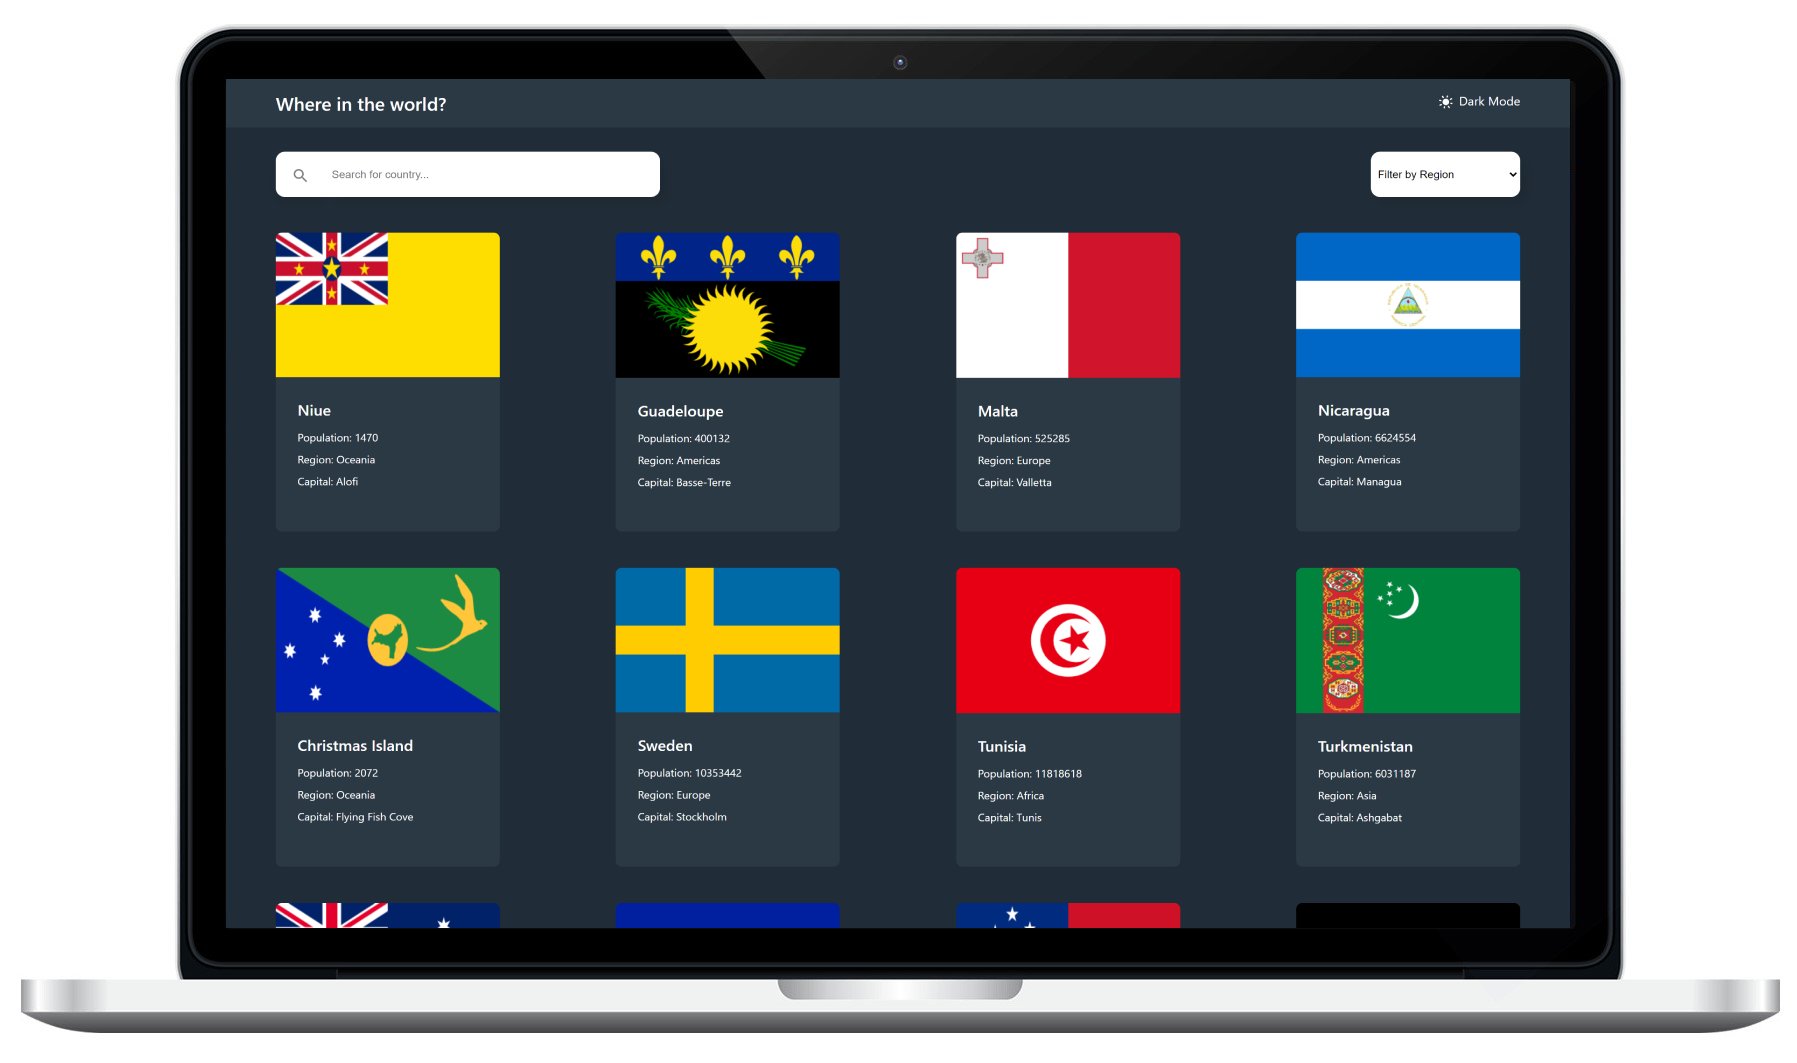 Where in the world?
Dark Mode
Search for country...
Filter by Region
Niue
Population: 1470
Region: Oceania
Capital: Alofi
Guadeloupe
Population: 400132
Region: Americas
Capital: Basse-Terre
Malta
Population: 525285
Region: Europe
Capital: Valletta
Nicaragua
Population: 6624554
Region: Americas
Capital: Managua
Christmas Island
Population: 2072
Region: Oceania
Capital: Flying Fish Cove
Sweden
Population: 10353442
Region: Europe
Capital: Stockholm
Tunisia
Population: 11818618
Region: Africa
Capital: Tunis
Turkmenistan
Population: 6031187
Region: Asia
Capital: Ashgabat